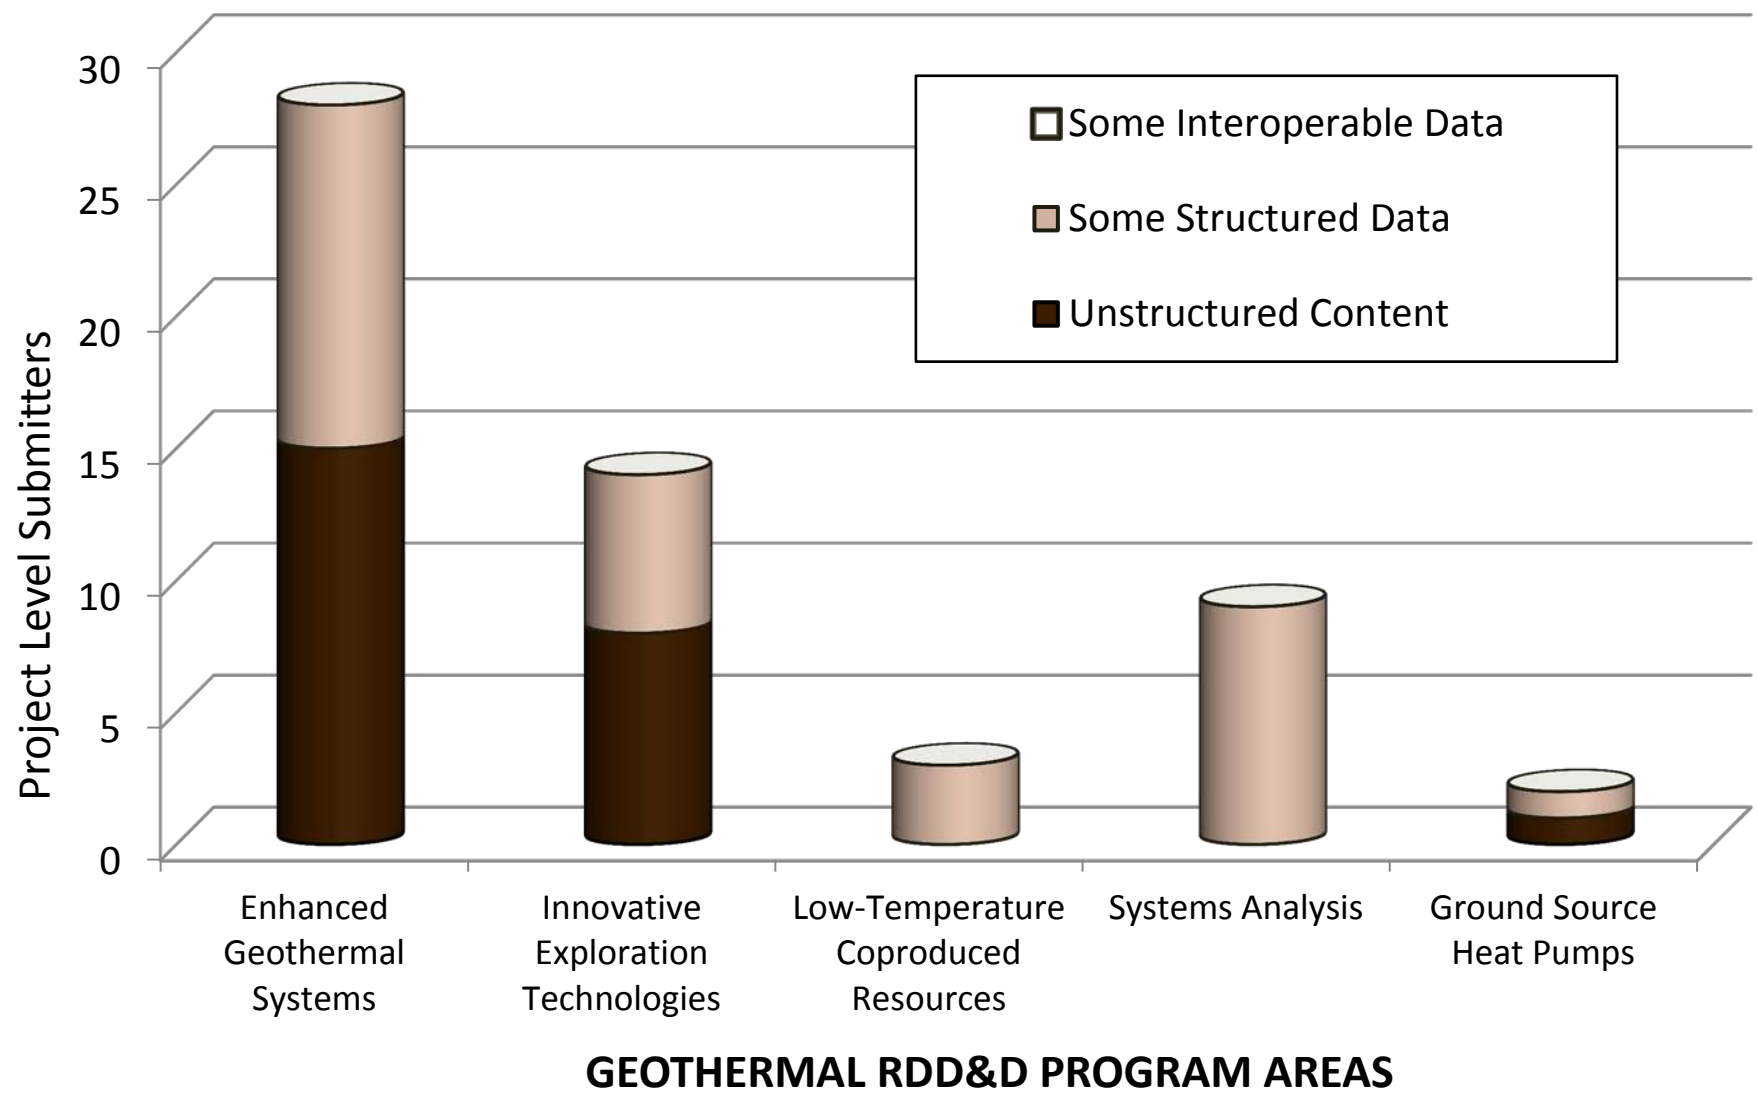 30
25
20
15
10
5
0
Project Level Submitters
Some Interoperable Data
Some Structured Data
Unstructured Content
Enhanced
Geothermal
Systems
Innovative
Exploration
Technologies
Low-Temperature
Coproduced
Resources
Systems Analysis
Ground Source
Heat Pumps
GEOTHERMAL RDD&D PROGRAM AREAS